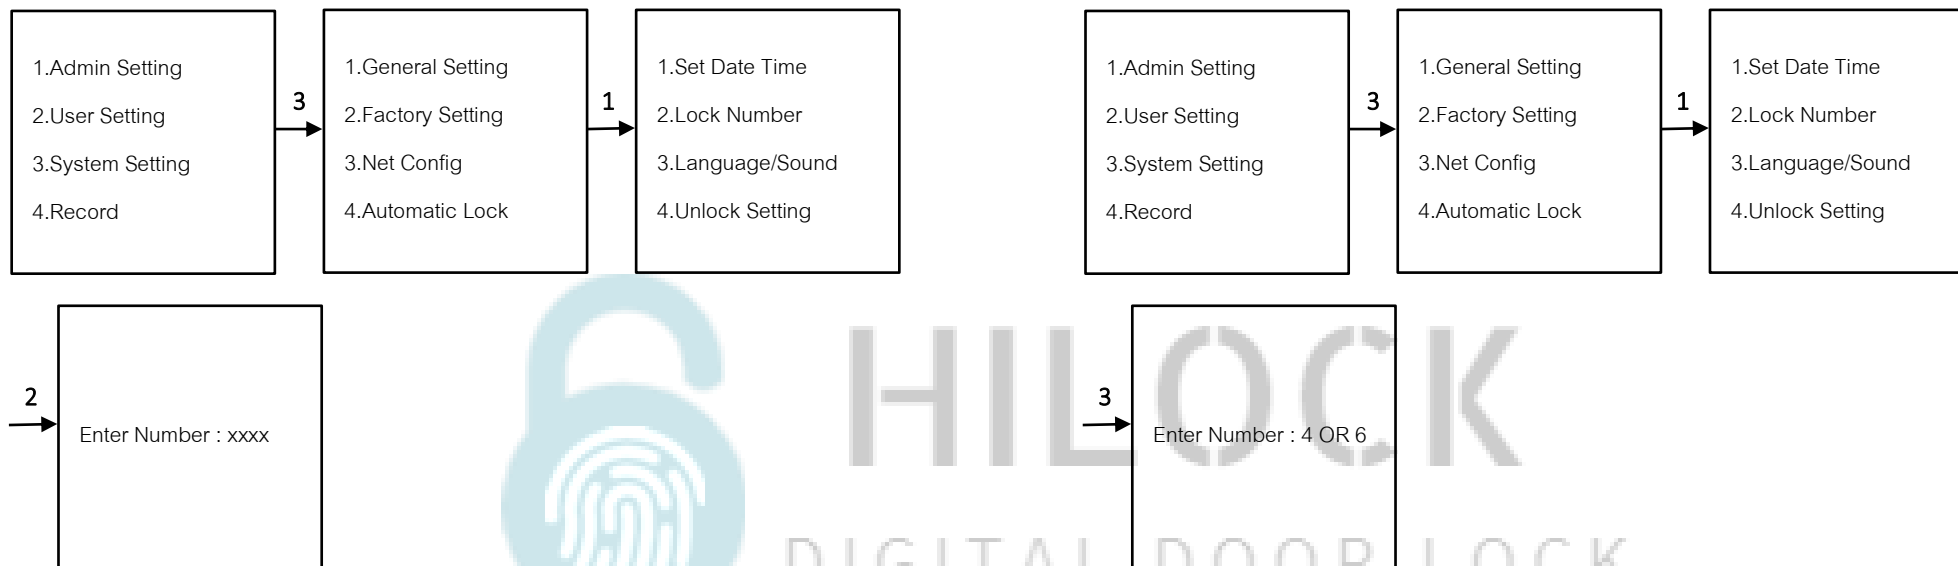 1.Admin Setting
2.User Setting
3.System Setting
4.Record
3
1.General Setting
2.Factory Setting
3.Net Config
4.Automatic Lock
1
1.Set Date Time
2.Lock Number
3.Language/Sound
4.Unlock Setting
2
Enter Number : xxxx
1.Admin Setting
2.User Setting
3.System Setting
4.Record
3
1.General Setting
2.Factory Setting
3.Net Config
4.Automatic Lock
1
1.Set Date Time
2.Lock Number
3.Language/Sound
4.Unlock Setting
3
Enter Number : 4 OR 6
HILOCK
DIGITAL DOOR LOCK